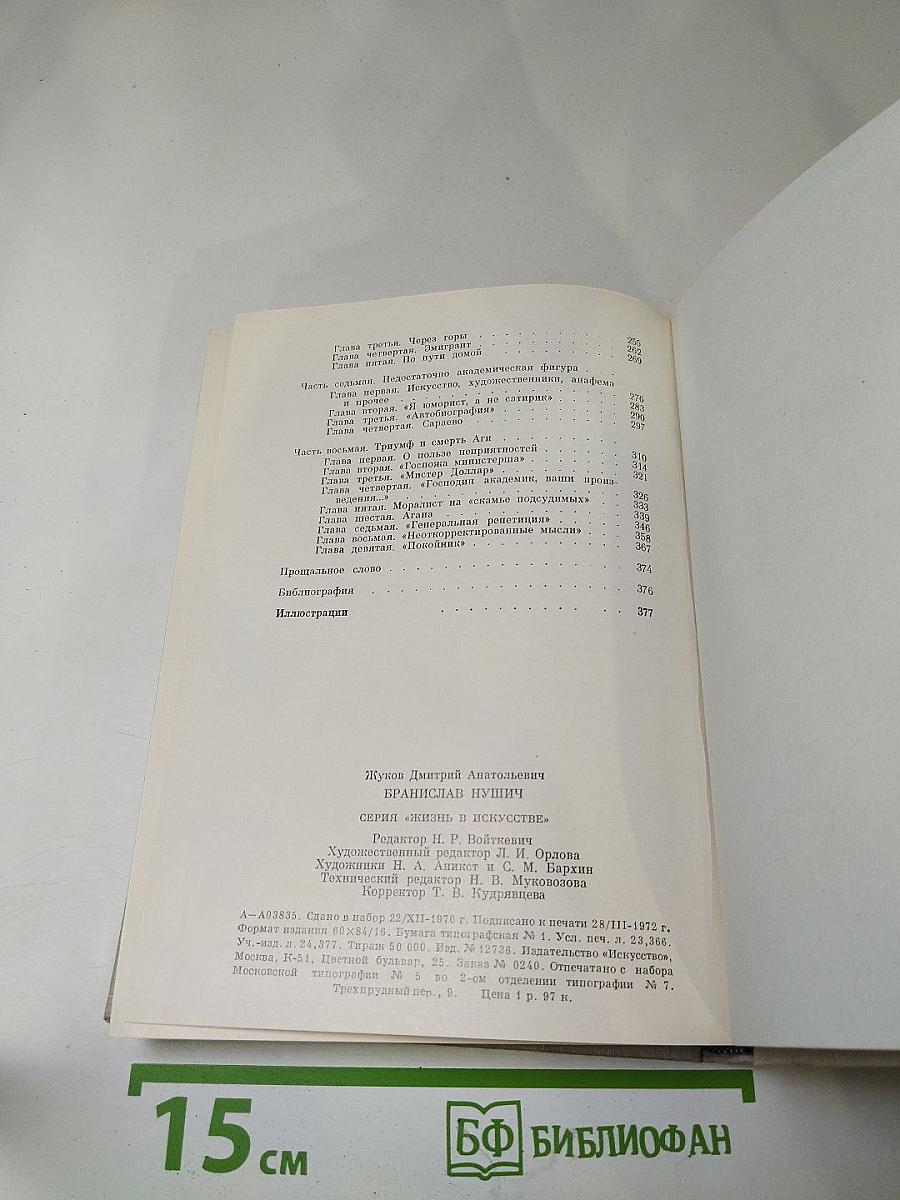 Глава третья. Через горы . . . . . . . . . . 255
Глава четвертая. Эмигрант . . . . . . . . . . 262
Глава пятая. По пути домой . . . . . . . . . 269
Часть седьмая. Недостаточно академическая фигура . .
Глава первая. Искусство, художественники, анафема
и прочее . . . . . . . . . . . . 276
Глава вторая. «Я юморист, а не сатирик» . . . . . 283
Глава третья. «Автобиография» . . . . . . . . 290
Глава четвертая. Сараево . . . . . . . . . . 297
Часть восьмая. Триумф и смерть Аги . . . . . . .
Глава первая. О пользе неприятностей . . . . . . 310
Глава вторая. «Госпожа министерша» . . . . . . 314
Глава третья. «Мистер Доллар» . . . . . . . . 321
Глава четвертая. «Господин академик, ваши произ-
ведения...» . . . . . . . . . . . 326
Глава пятая. Моралист на «скамье подсудимых» . . 333
Глава шестая. Агана . . . . . . . . . . . 339
Глава седьмая. «Генеральная репетиция» . . . . . 346
Глава восьмая. «Неоткорректированные мысли» . . . 358
Глава девятая. «Покойник» . . . . . . . . . 367
Прощальное слово . . . . . . . . . . . . . . 374
Библиография . . . . . . . . . . . . . . . 376
Иллюстрации . . . . . . . . . . . . 377
Жуков Дмитрий Анатольевич
БРАНИСЛАВ НУШИЧ
СЕРИЯ «ЖИЗНЬ В ИСКУССТВЕ»
Редактор Н. Р. Войткевич
Художественный редактор Л. И. Орлова
Художники Н. А. Аникст и С. М. Бархин
Технический редактор Н. В. Муковозова
Корректор Т. В. Кудрявцева
А—А03835. Сдано в набор 22/XII-1970 г. Подписано к печати 28/III-1972 г.
Формат издания 60×84/16. Бумага типографская № 1. Усл. печ. л. 23,366.
Уч.-изд. л. 24,377. Тираж 50 000. Изд. № 12736. Издательство «Искусство»,
Москва, К-51, Цветной бульвар, 25. Заказ № 0240. Отпечатано с набора
Московской типографии № 5 во 2-ом отделении типографии № 7.
Трехпрудный пер., 9. Цена 1 р. 97 к.
15 см
БФ БИБЛИОФАН